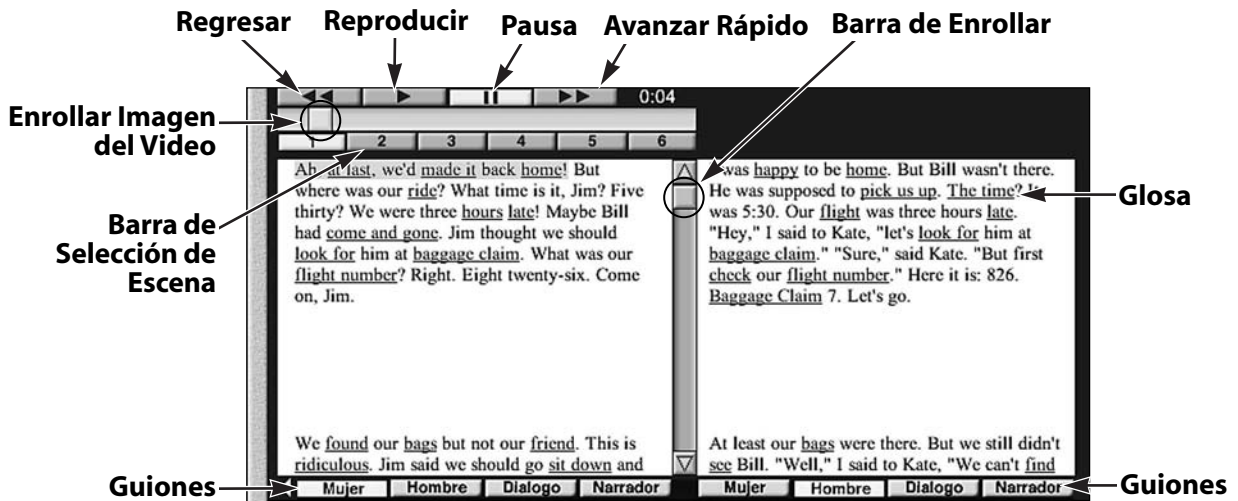 Regresar
Reproducir
Pausa
Avanzar Rápido
Barra de Enrollar
0:04
Enrollar Imagen
del Video
1 2 3 4 5 6
Barra de
Selección de
Escena
Ah at last, we'd made it back home! But
where was our ride? What time is it, Jim? Five
thirty? We were three hours late! Maybe Bill
had come and gone. Jim thought we should
look for him at baggage claim. What was our
flight number? Right. Eight twenty-six. Come
on, Jim.
We found our bags but not our friend. This is
ridiculous. Jim said we should go sit down and
was happy to be home. But Bill wasn't there.
He was supposed to pick us up. The time? It
was 5:30. Our flight was three hours late.
"Hey," I said to Kate, "let's look for him at
baggage claim." "Sure," said Kate. "But first
check our flight number." Here it is: 826.
Baggage Claim 7. Let's go.
At least our bags were there. But we still didn't
see Bill. "Well," I said to Kate, "We can't find
Glosa
Guiones
Mujer Hombre Dialogo Narrador
Mujer Hombre Dialogo Narrador
Guiones